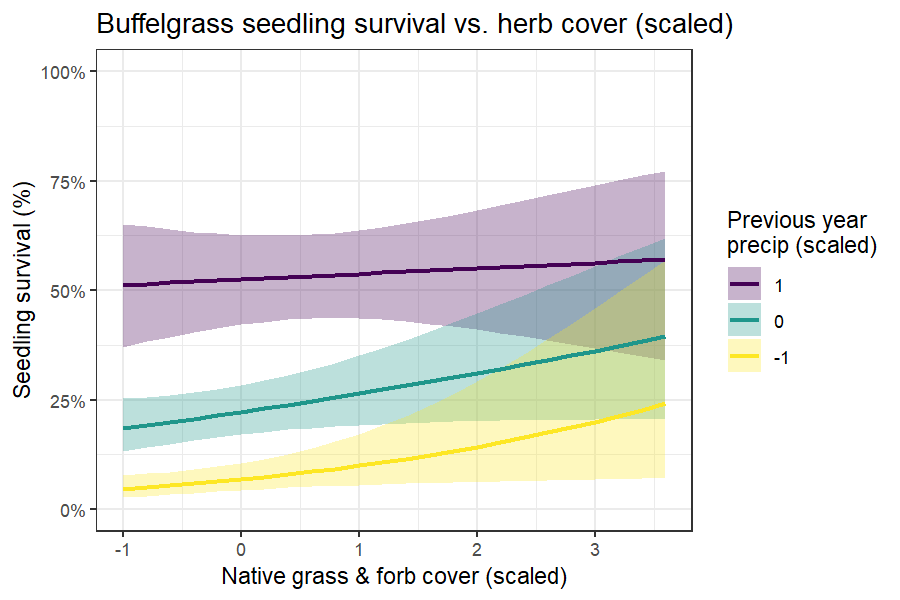 Buffelgrass seedling survival vs. herb cover (scaled)
Seedling survival (%)
100%
75%
50%
25%
0%
-1
0
1
2
3
Native grass & forb cover (scaled)
Previous year
precip (scaled)
1
0
-1